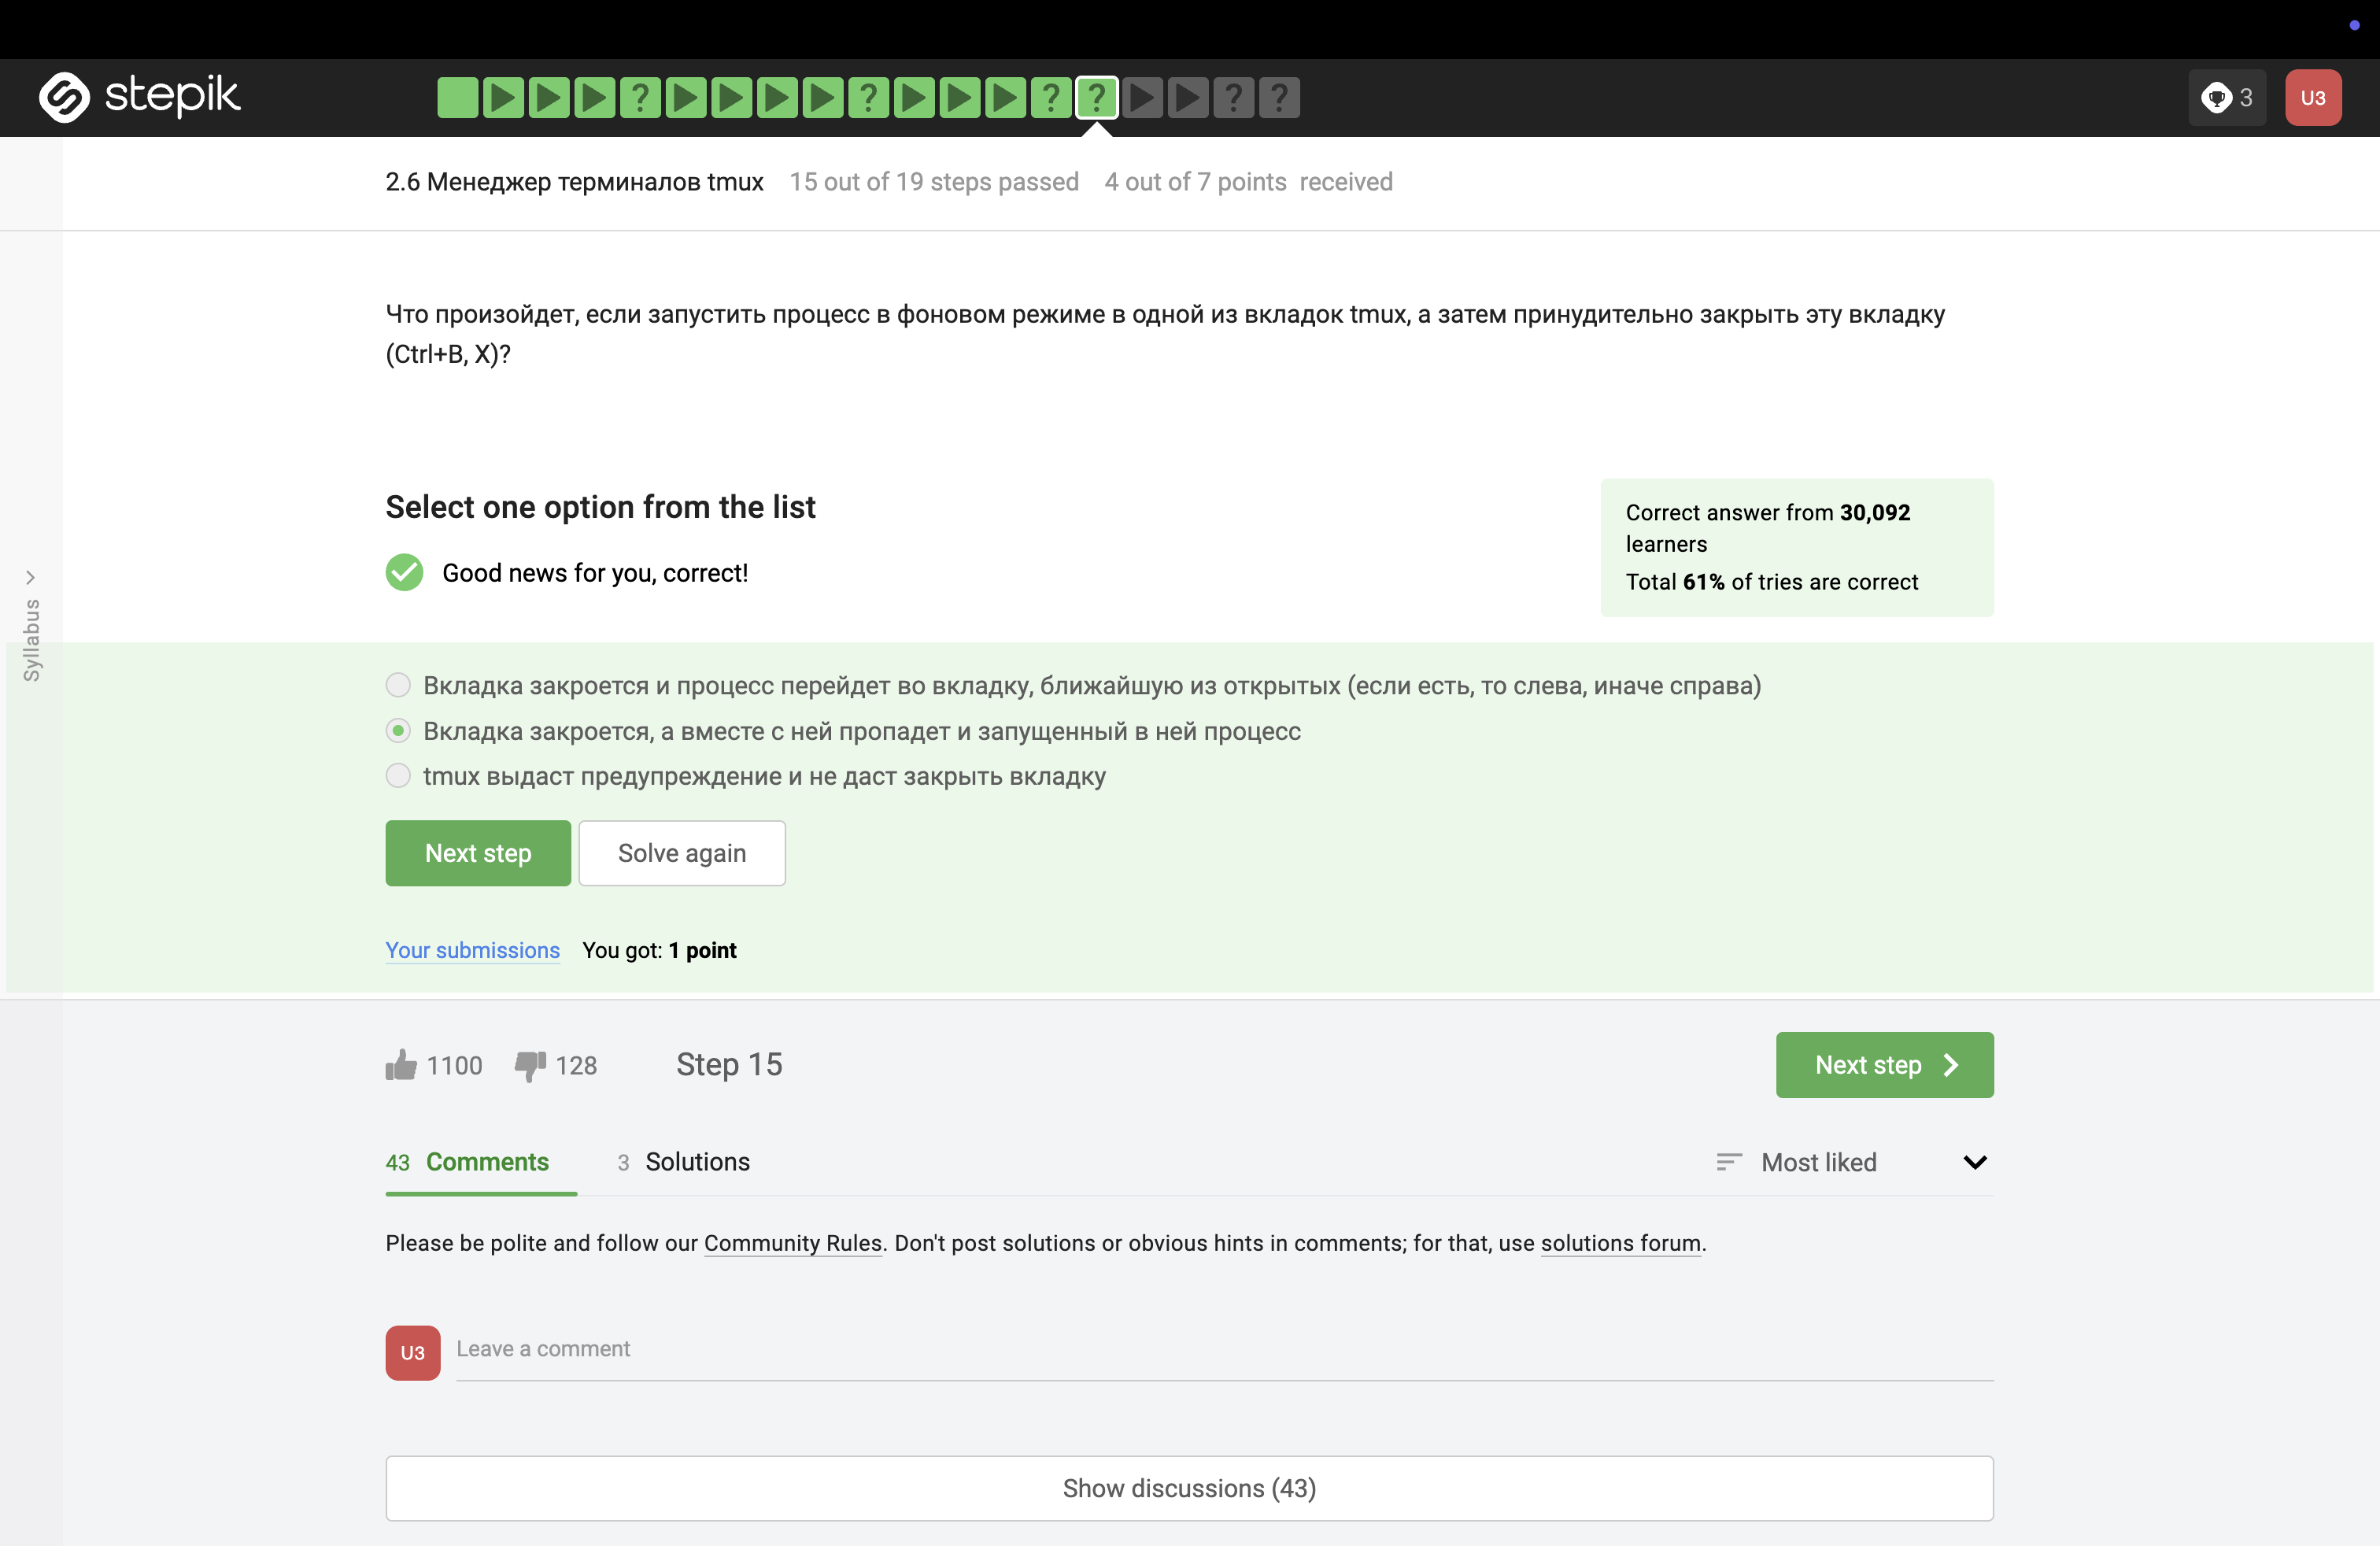 stepik
3
U3
2.6 Менеджер терминалов tmux 15 out of 19 steps passed 4 out of 7 points received
Что произойдет, если запустить процесс в фоновом режиме в одной из вкладок tmux, а затем принудительно закрыть эту вкладку
(Ctrl+B, X)?
Select one option from the list
Correct answer from 30,092
learners
Total 61% of tries are correct
Good news for you, correct!
Syllabus
Вкладка закроется и процесс перейдет во вкладку, ближайшую из открытых (если есть, то слева, иначе справа)
Вкладка закроется, а вместе с ней пропадет и запущенный в ней процесс
tmux выдаст предупреждение и не даст закрыть вкладку
Next step Solve again
Your submissions You got: 1 point
1100 128 Step 15 Next step
43 Comments 3 Solutions Most liked
Please be polite and follow our Community Rules. Don't post solutions or obvious hints in comments; for that, use solutions forum.
U3 Leave a comment
Show discussions (43)